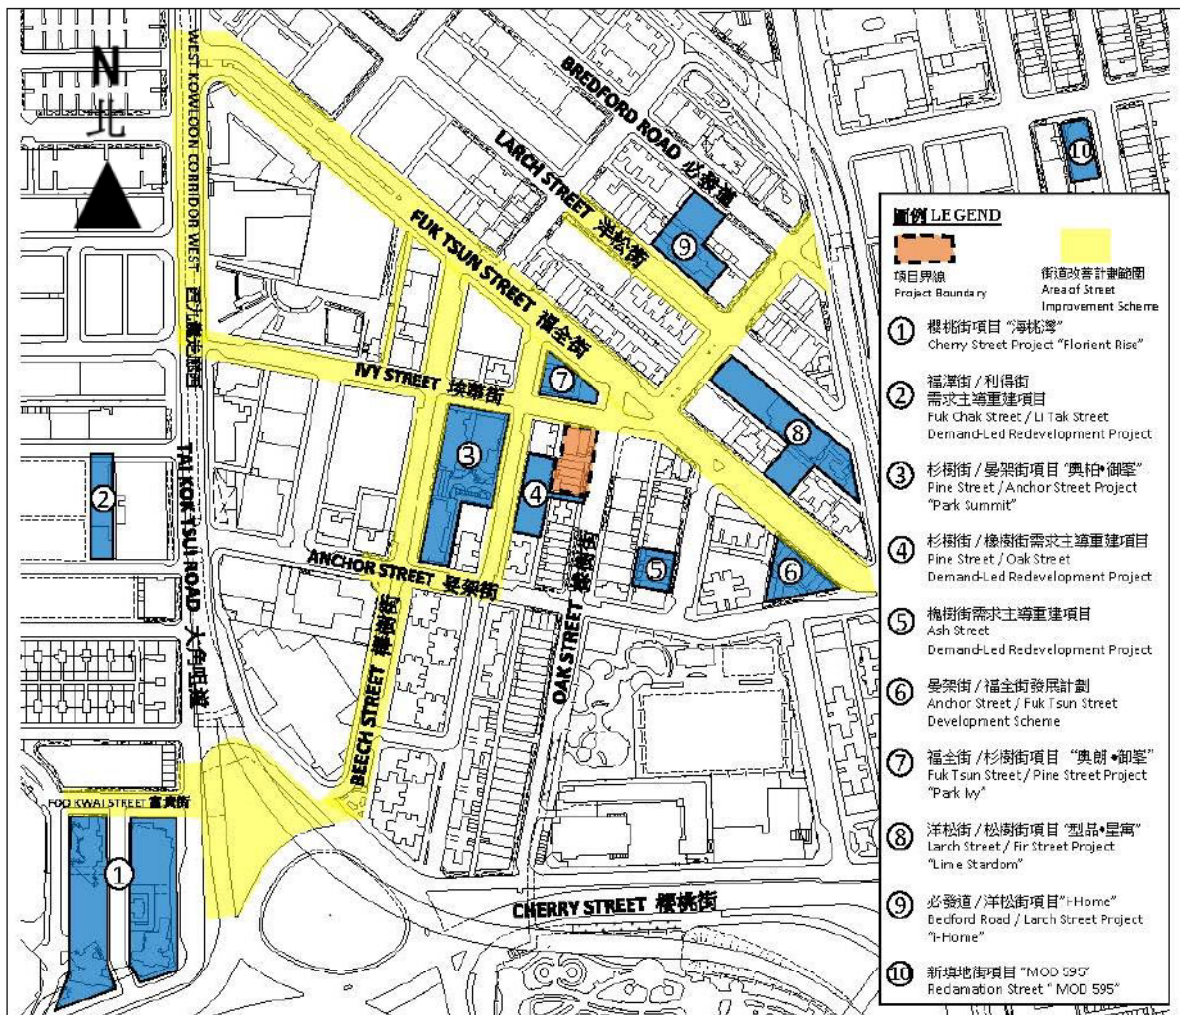 N
北
WEST KOWLOON CORRIDOR WEST
BREDFORD ROAD 必發道
LARCH STREET 洋松街
FUK TSUN STREET 福全街
IVY STREET 埃華街
TAI KOK TSUI ROAD 大角咀道
ANCHOR STREET 晏架街
BEECH STREET 櫸樹街
OAK STREET 橡樹街
FOO KWAI STREET 富貴街
CHERRY STREET 櫻桃街
1
2
3
4
5
6
7
8
9
10
圖例 LEGEND
項目界線
Project Boundary
街道改善計劃範圍
Area of Street
Improvement Scheme
1 櫻桃街項目 "海桃灣"
Cherry Street Project "Florient Rise"
2 福澤街 / 利得街
需求主導重建項目
Fuk Chak Street / Li Tak Street
Demand-Led Redevelopment Project
3 杉樹街 / 晏架街項目 "奧柏•御峯"
Pine Street / Anchor Street Project
"Park Summit"
4 杉樹街 / 橡樹街需求主導重建項目
Pine Street / Oak Street
Demand-Led Redevelopment Project
5 槐樹街需求主導重建項目
Ash Street
Demand-Led Redevelopment Project
6 晏架街 / 福全街發展計劃
Anchor Street / Fuk Tsun Street
Development Scheme
7 福全街 / 杉樹街項目 "奧朗•御峯"
Fuk Tsun Street / Pine Street Project
"Park Ivy"
8 洋松街 / 松樹街項目 "型品•星寓"
Larch Street / Fir Street Project
"Lime Stardom"
9 必發道 / 洋松街項目 "i-Home"
Bedford Road / Larch Street Project
"i-Home"
10 新填地街項目 "MOD 595"
Reclamation Street " MOD 595"